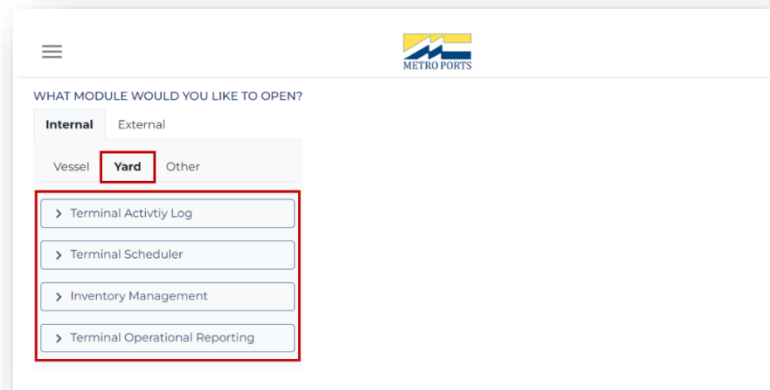 METRO PORTS
WHAT MODULE WOULD YOU LIKE TO OPEN?
Internal External
Vessel Yard Other
Terminal Activtiy Log
Terminal Scheduler
Inventory Management
Terminal Operational Reporting